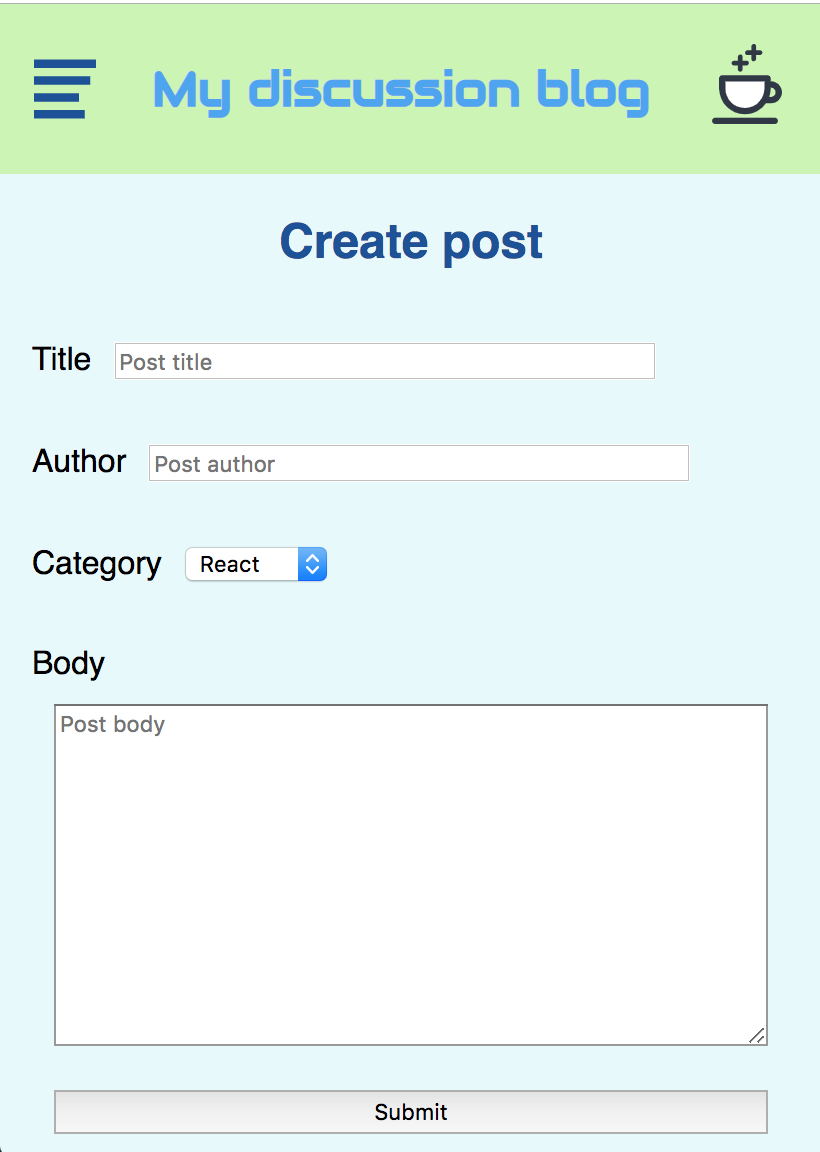 My discussion blog
Create post
Title Post title
Author Post author
Category React
Body
Post body
Submit